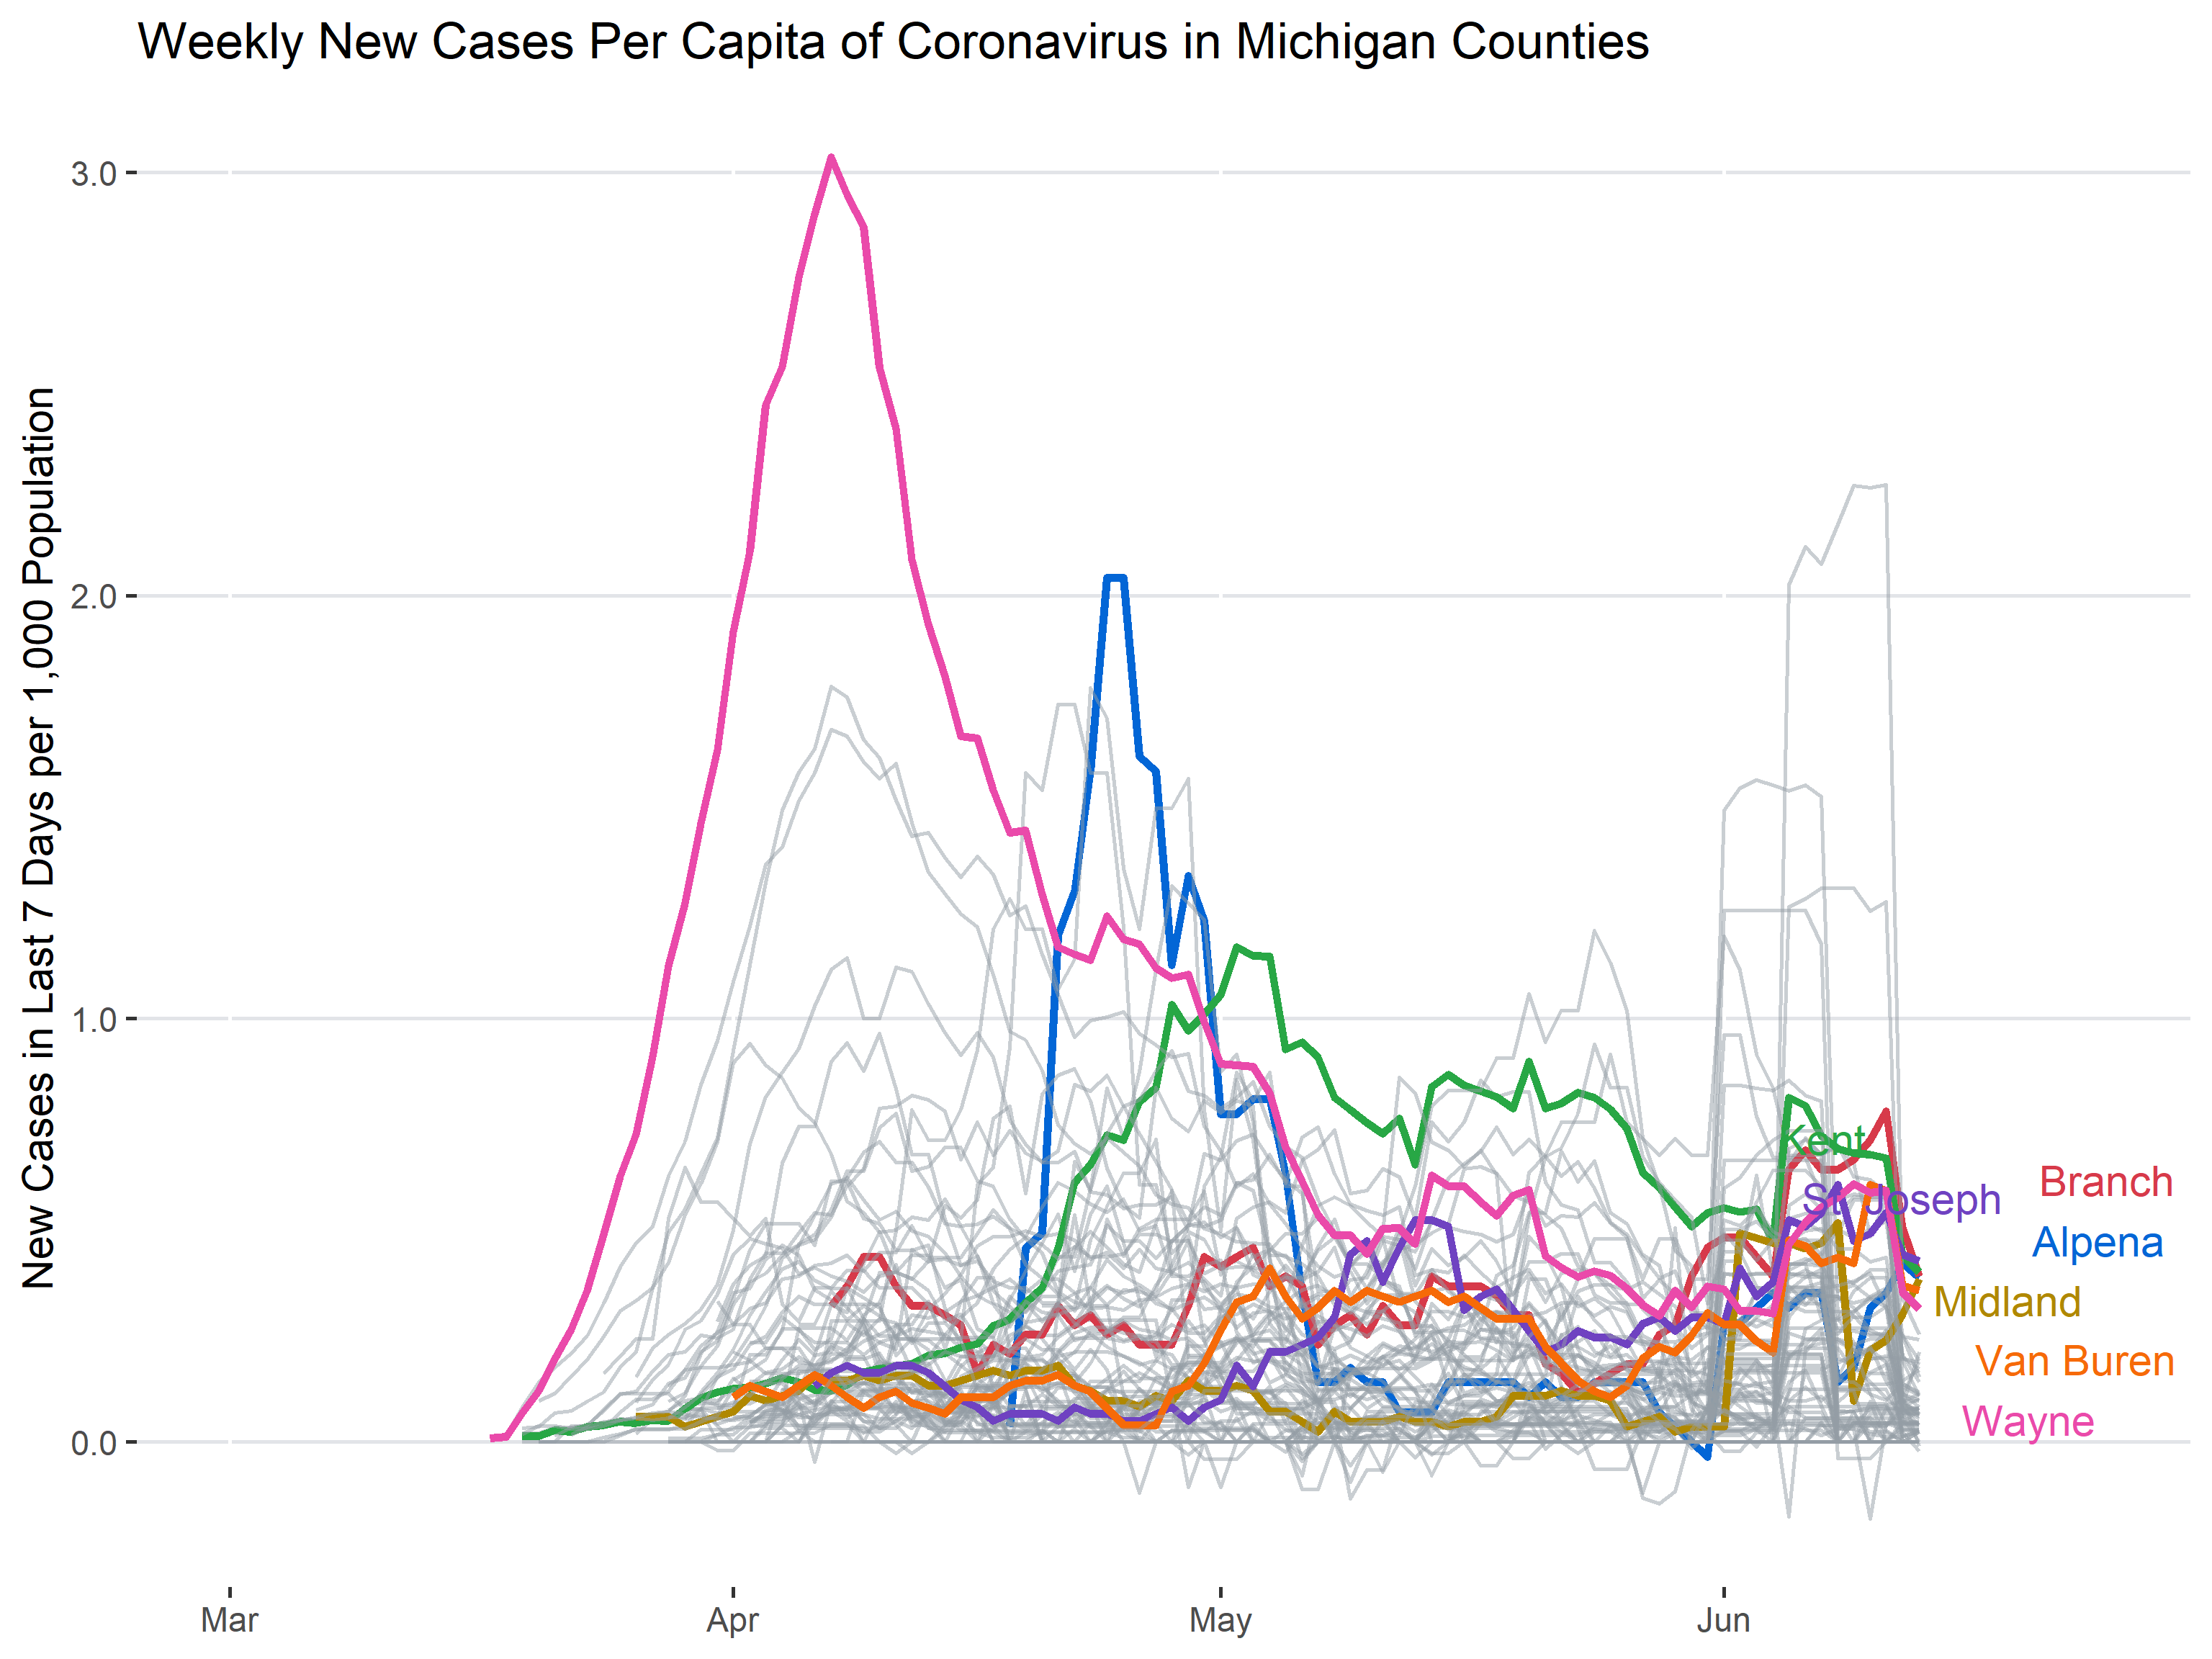 Weekly New Cases Per Capita of Coronavirus in Michigan Counties
New Cases in Last 7 Days per 1,000 Population
3.0
2.0
1.0
0.0
Kent
Branch
St. Joseph
Alpena
Midland
Van Buren
Wayne
Mar
Apr
May
Jun